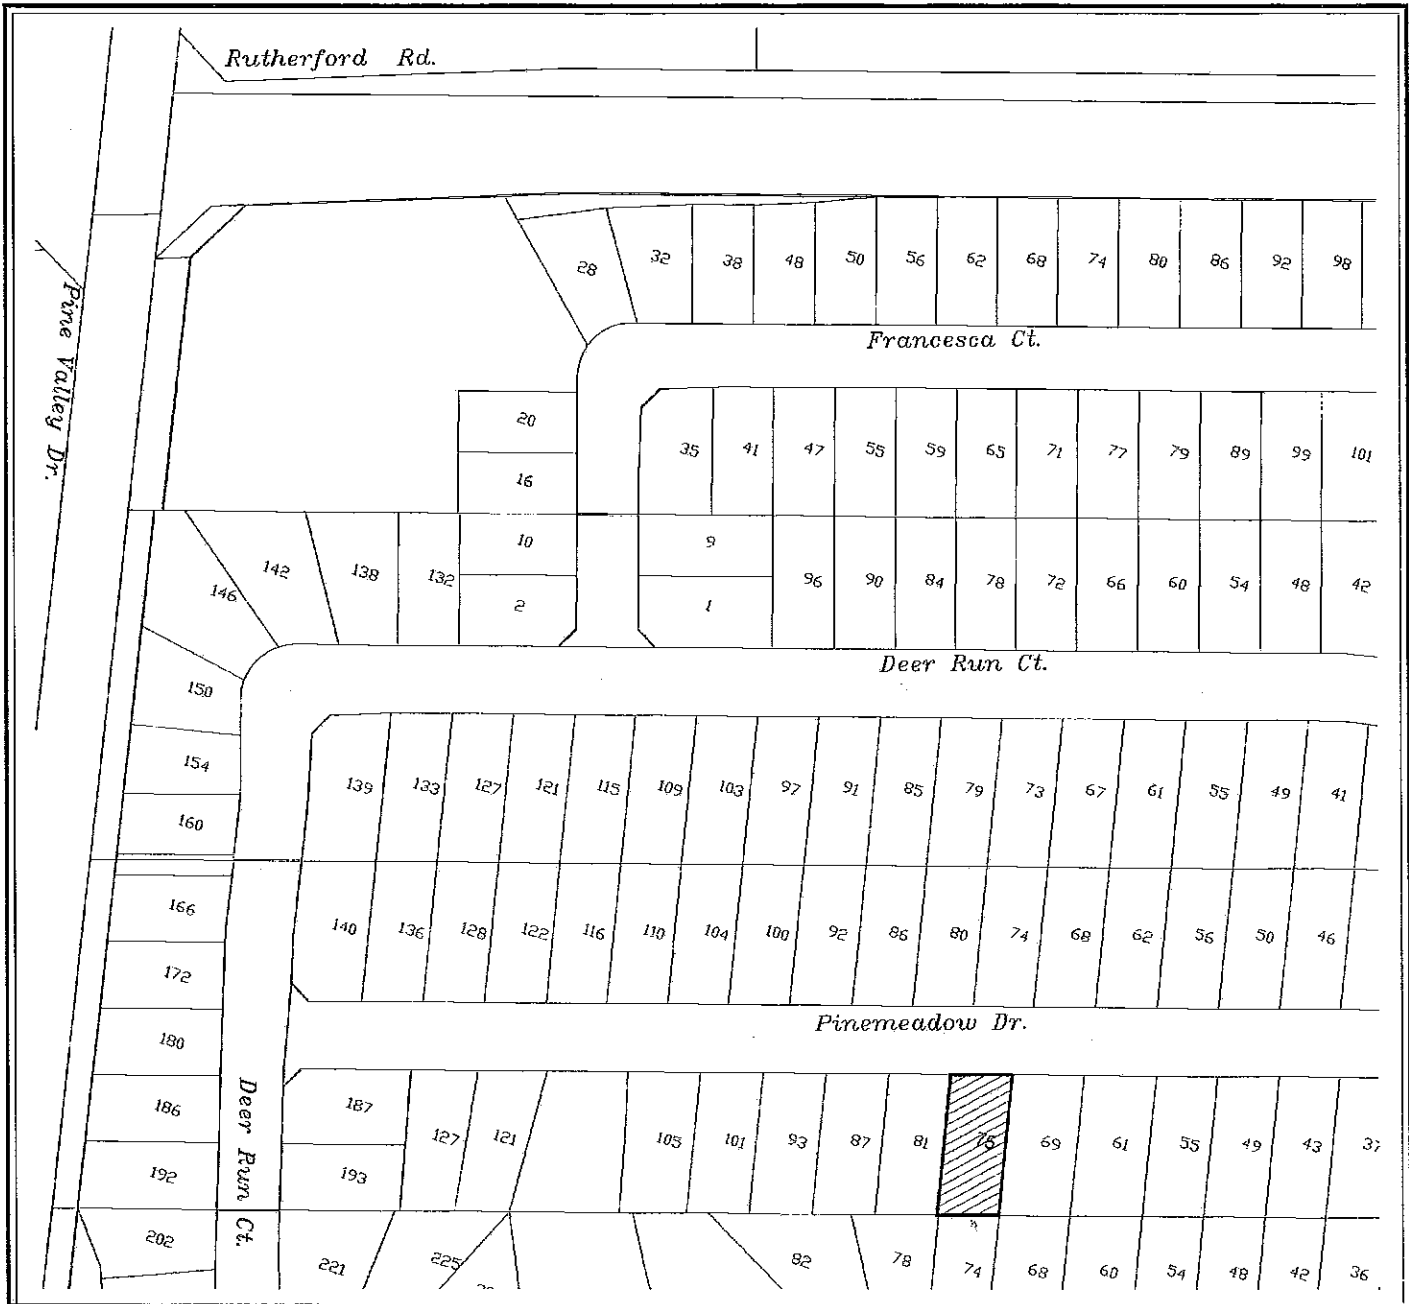 Rutherford Rd.
28 32 38 48 50 56 62 68 74 80 86 92 98
Francesca Ct.
Pine Valley Dr.
20
35 41 47 55 59 65 71 77 79 89 99 101
16
10 9
142 138 132 96 90 84 78 72 66 60 54 48 42
146
2 1
Deer Run Ct.
150
154
139 133 127 121 115 109 103 97 91 85 79 73 67 61 55 49 41
160
166
140 136 128 122 116 110 104 100 92 86 80 74 68 62 56 50 46
172
Pinemeadow Dr.
180
186 187
Deer Run Ct.
127 121 105 101 93 87 81 75 69 61 55 49 43 37
192 193
202
221 225 82 78 74 68 60 54 48 42 36